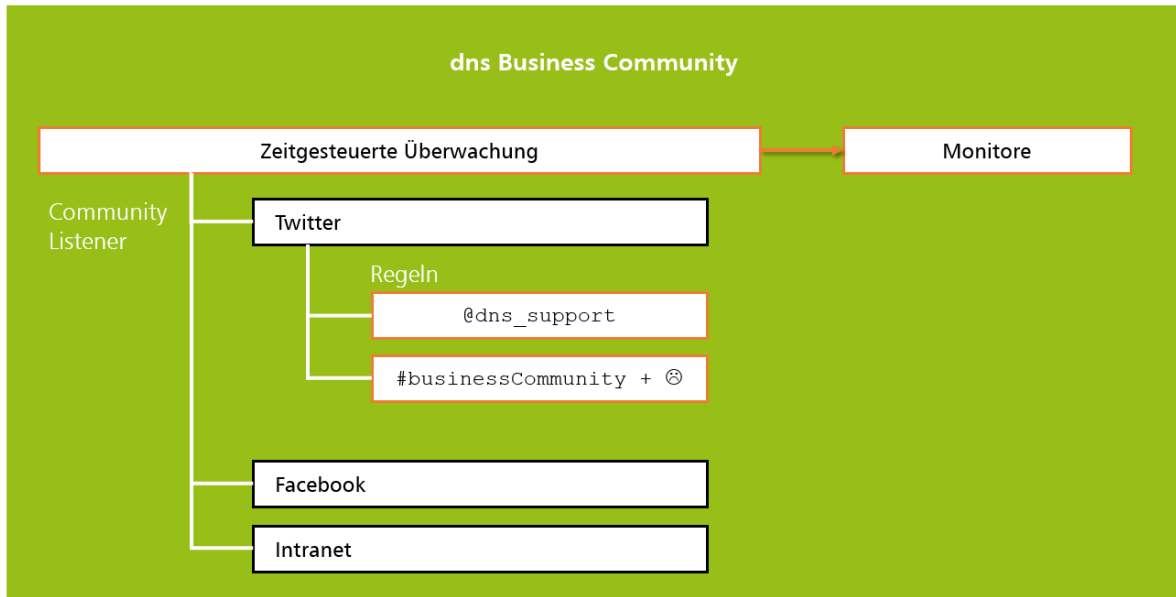 dns Business Community
Zeitgesteuerte Überwachung
Monitore
Community
Listener
Twitter
Regeln
@dns_support
#businessCommunity + ☹
Facebook
Intranet